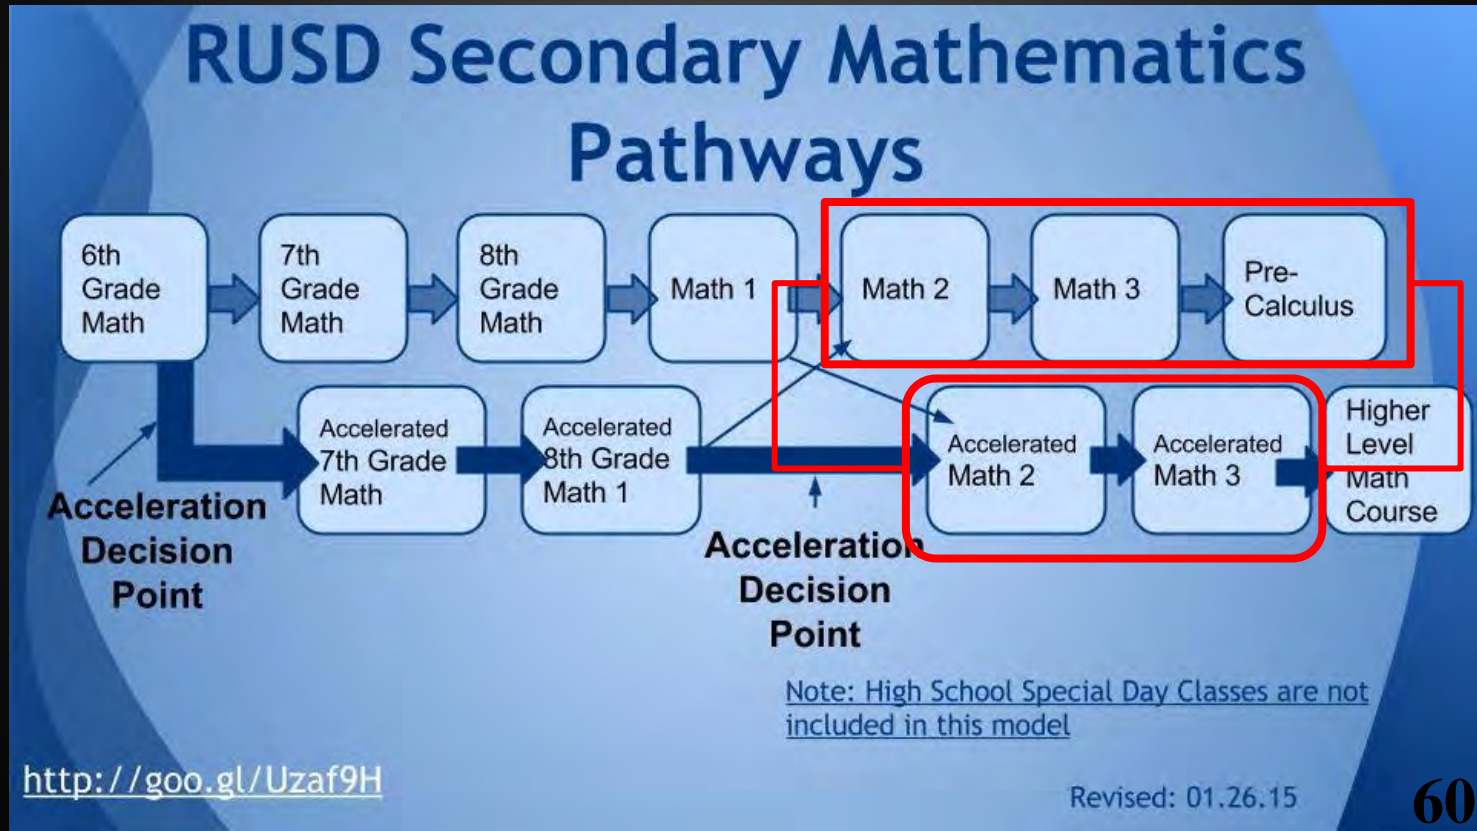 RUSD Secondary Mathematics
Pathways
6th
Grade
Math
7th
Grade
Math
8th
Grade
Math
Math 1
Math 2
Math 3
Pre-
Calculus
Accelerated
7th Grade
Math
Accelerated
8th Grade
Math 1
Accelerated
Math 2
Accelerated
Math 3
Higher
Level
Math
Course
Acceleration
Decision
Point
Acceleration
Decision
Point
Note: High School Special Day Classes are not
included in this model
http://goo.gl/Uzaf9H
Revised: 01.26.15
60